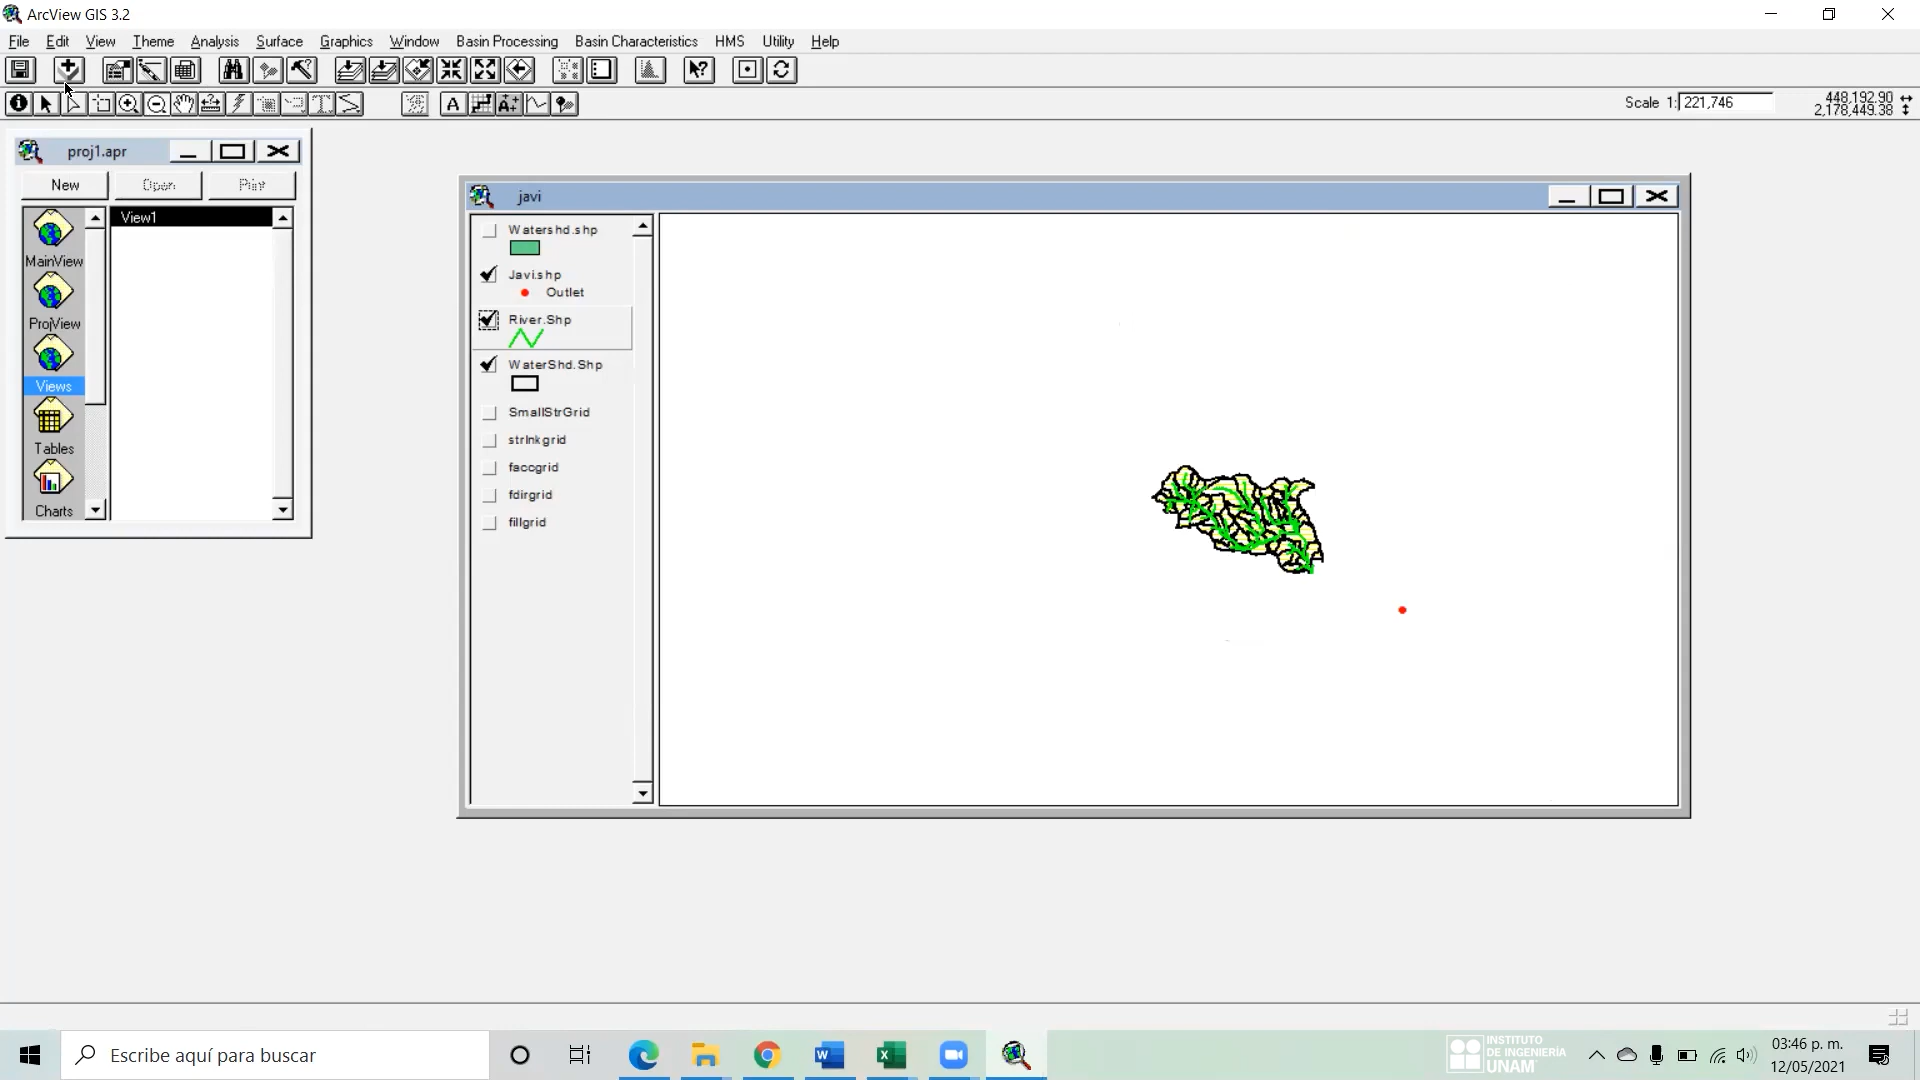 ArcView GIS 3.2
File Edit View Theme Analysis Surface Graphics Window Basin Processing Basin Characteristics HMS Utility Help
Scale 1: 221,746
448,192.90
2,178,449.38
proj1.apr
New Open Print
View1
MainView
ProjView
Views
Tables
Charts
javi
Watershd.shp
Javi.shp
Outlet
River.Shp
WaterShd.Shp
SmallStrGrid
strlnkgrid
faccgrid
fdirgrid
fillgrid
Escribe aquí para buscar
INSTITUTO
DE INGENIERÍA
UNAM
03:46 p. m.
12/05/2021